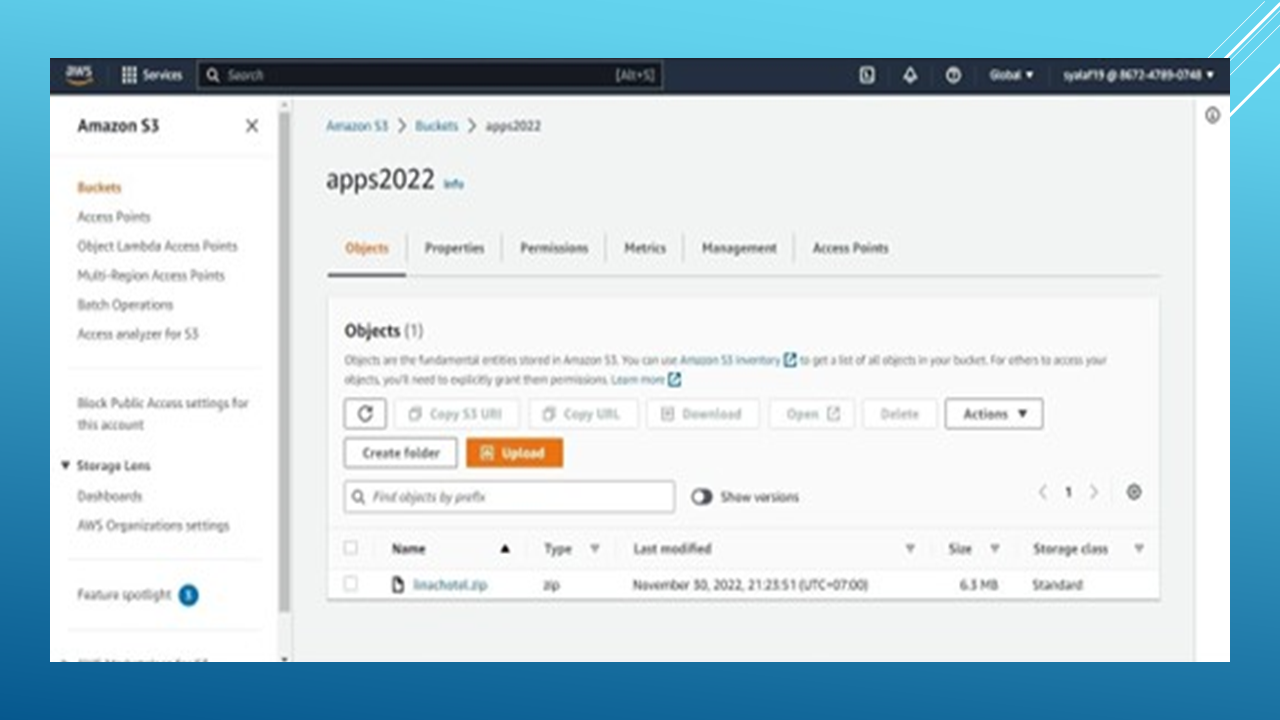 aws Services Search [Alt+S] Global syalaf19 @ 8672-4789-0748
Amazon S3
Buckets
Access Points
Object Lambda Access Points
Multi-Region Access Points
Batch Operations
Access analyzer for S3
Block Public Access settings for
this account
Storage Lens
Dashboards
AWS Organizations settings
Feature spotlight
Amazon S3 Buckets apps2022
apps2022 Info
Objects Properties Permissions Metrics Management Access Points
Objects (1)
Objects are the fundamental entities stored in Amazon S3. You can use Amazon S3 inventory to get a list of all objects in your bucket. For others to access your
objects, you'll need to explicitly grant them permissions. Learn more
Copy S3 URI Copy URL Download Open Delete Actions
Create folder Upload
Find objects by prefix Show versions 1
Name Type Last modified Size Storage class
linachotel.zip zip November 30, 2022, 21:23:51 (UTC+07:00) 6.3 MB Standard